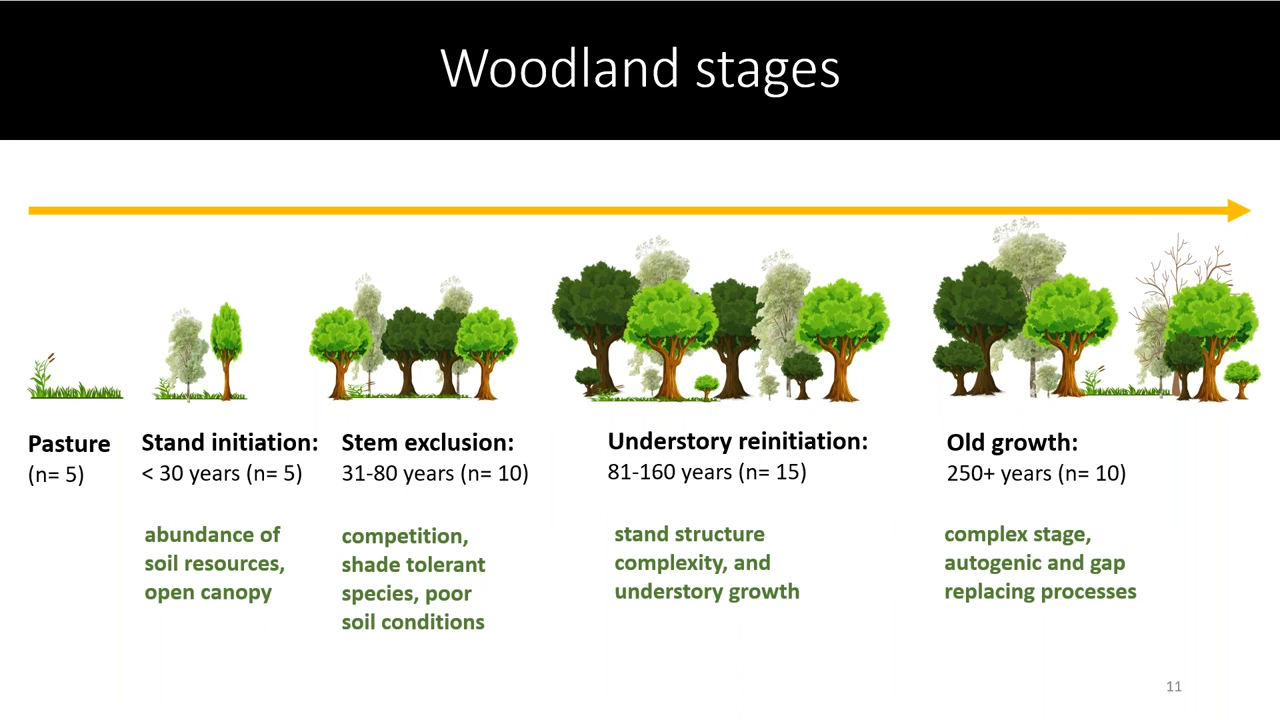 Woodland stages
Pasture
(n= 5)
Stand initiation:
< 30 years (n= 5)
abundance of
soil resources,
open canopy
Stem exclusion:
31-80 years (n= 10)
competition,
shade tolerant
species, poor
soil conditions
Understory reinitiation:
81-160 years (n= 15)
stand structure
complexity, and
understory growth
Old growth:
250+ years (n= 10)
complex stage,
autogenic and gap
replacing processes
11